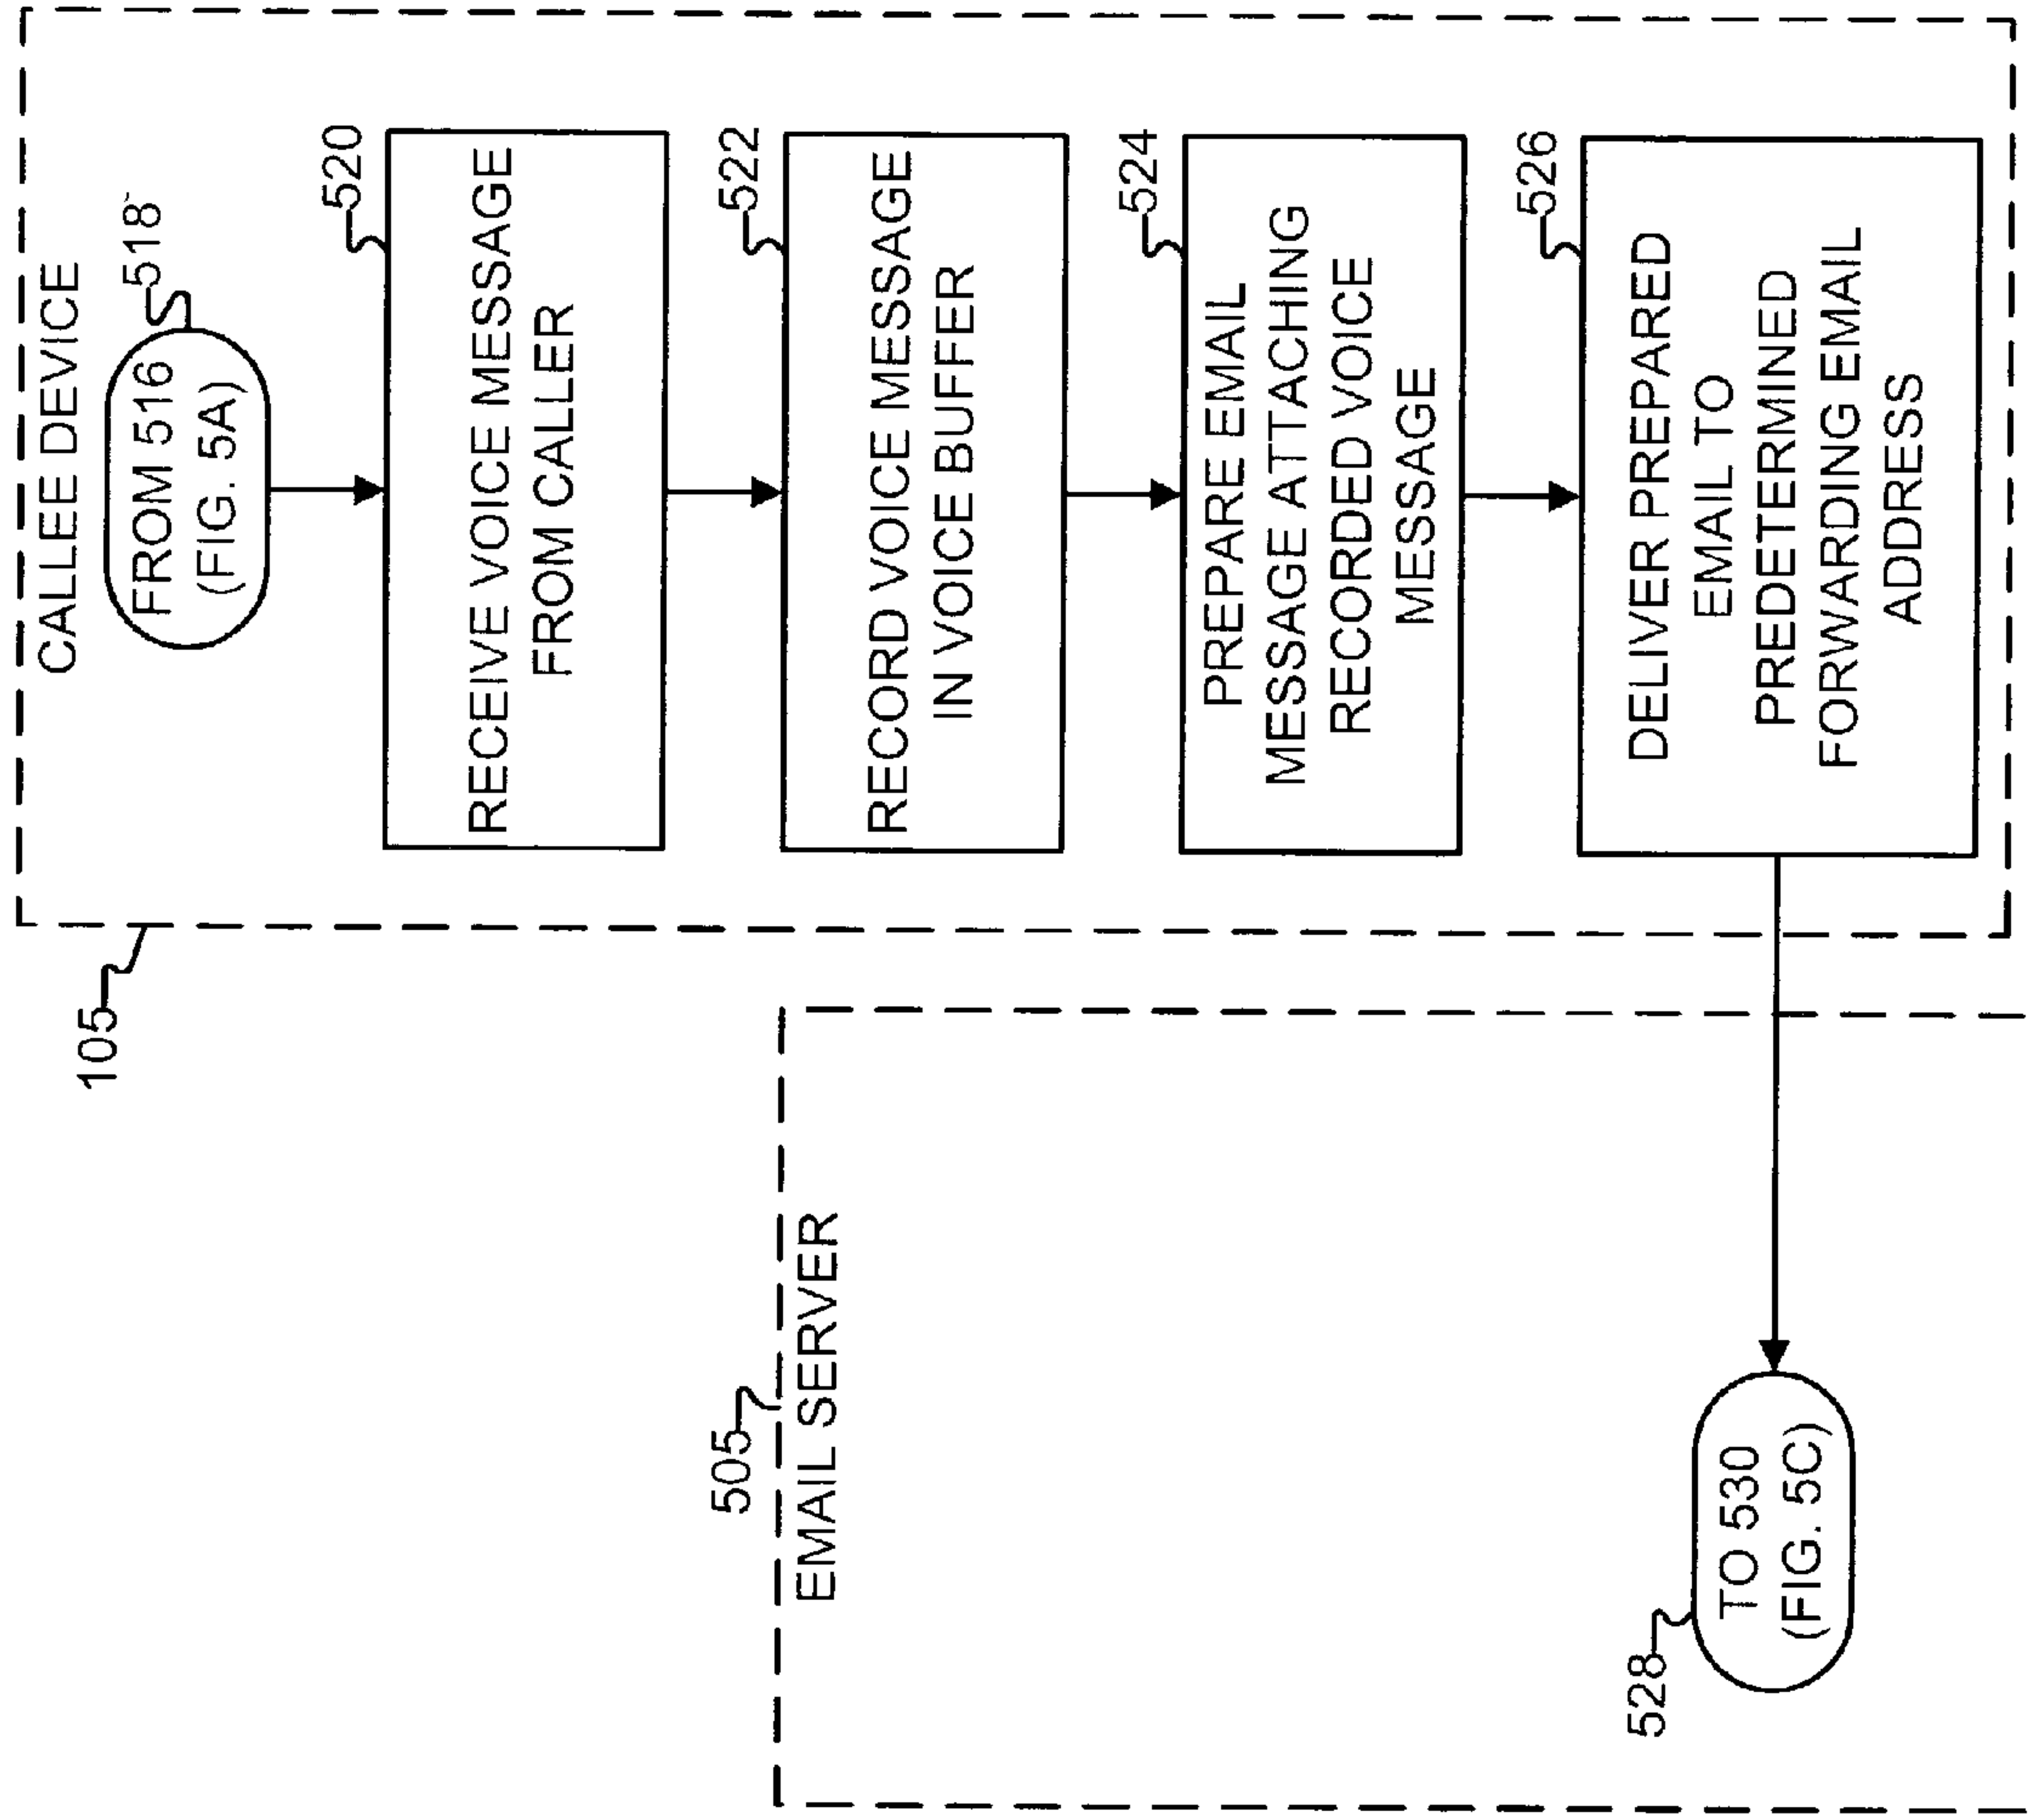 CALLEE DEVICE
518
FROM 516
(FIG. 5A)
520
RECEIVE VOICE MESSAGE
FROM CALLER
522
RECORD VOICE MESSAGE
IN VOICE BUFFER
524
PREPARE EMAIL
MESSAGE ATTACHING
RECORDED VOICE
MESSAGE
526
DELIVER PREPARED
EMAIL TO
PREDETERMINED
FORWARDING EMAIL
ADDRESS
105
505
EMAIL SERVER
528
TO 530
(FIG. 5C)